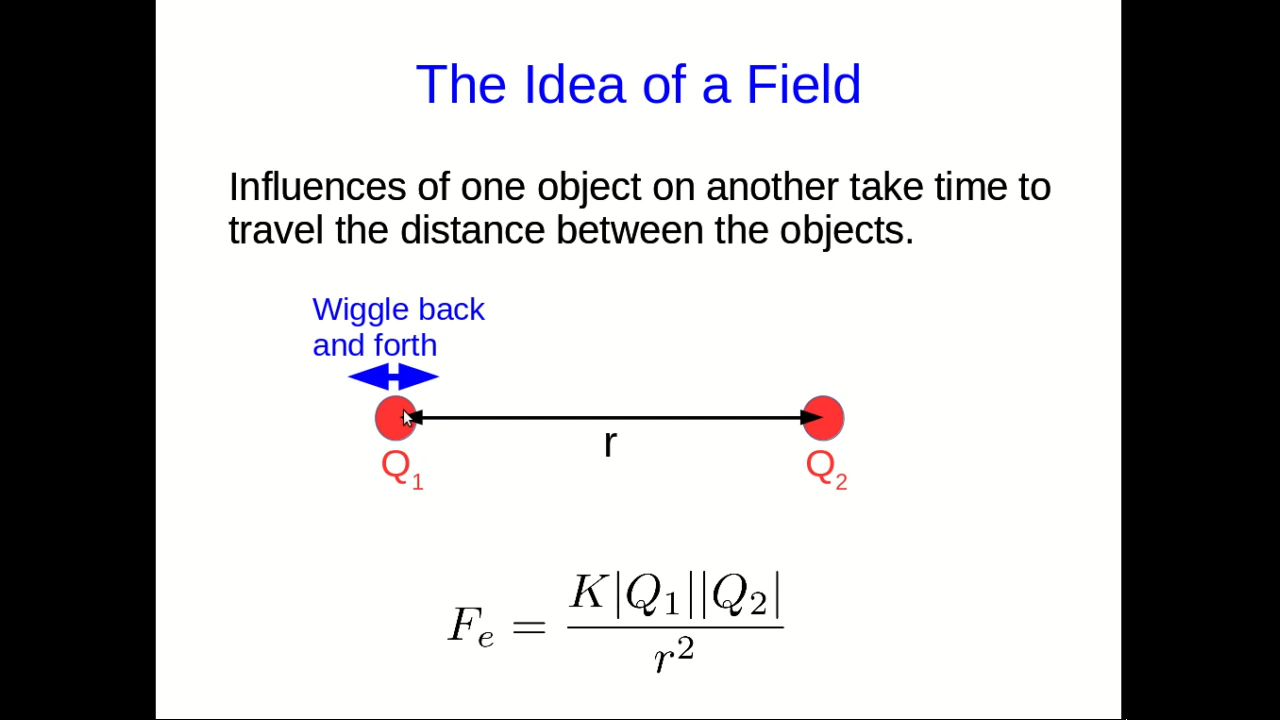 The Idea of a Field
Influences of one object on another take time to
travel the distance between the objects.
Wiggle back
and forth
r
Q₁
Q₂
Fₑ = K|Q₁||Q₂| / r²